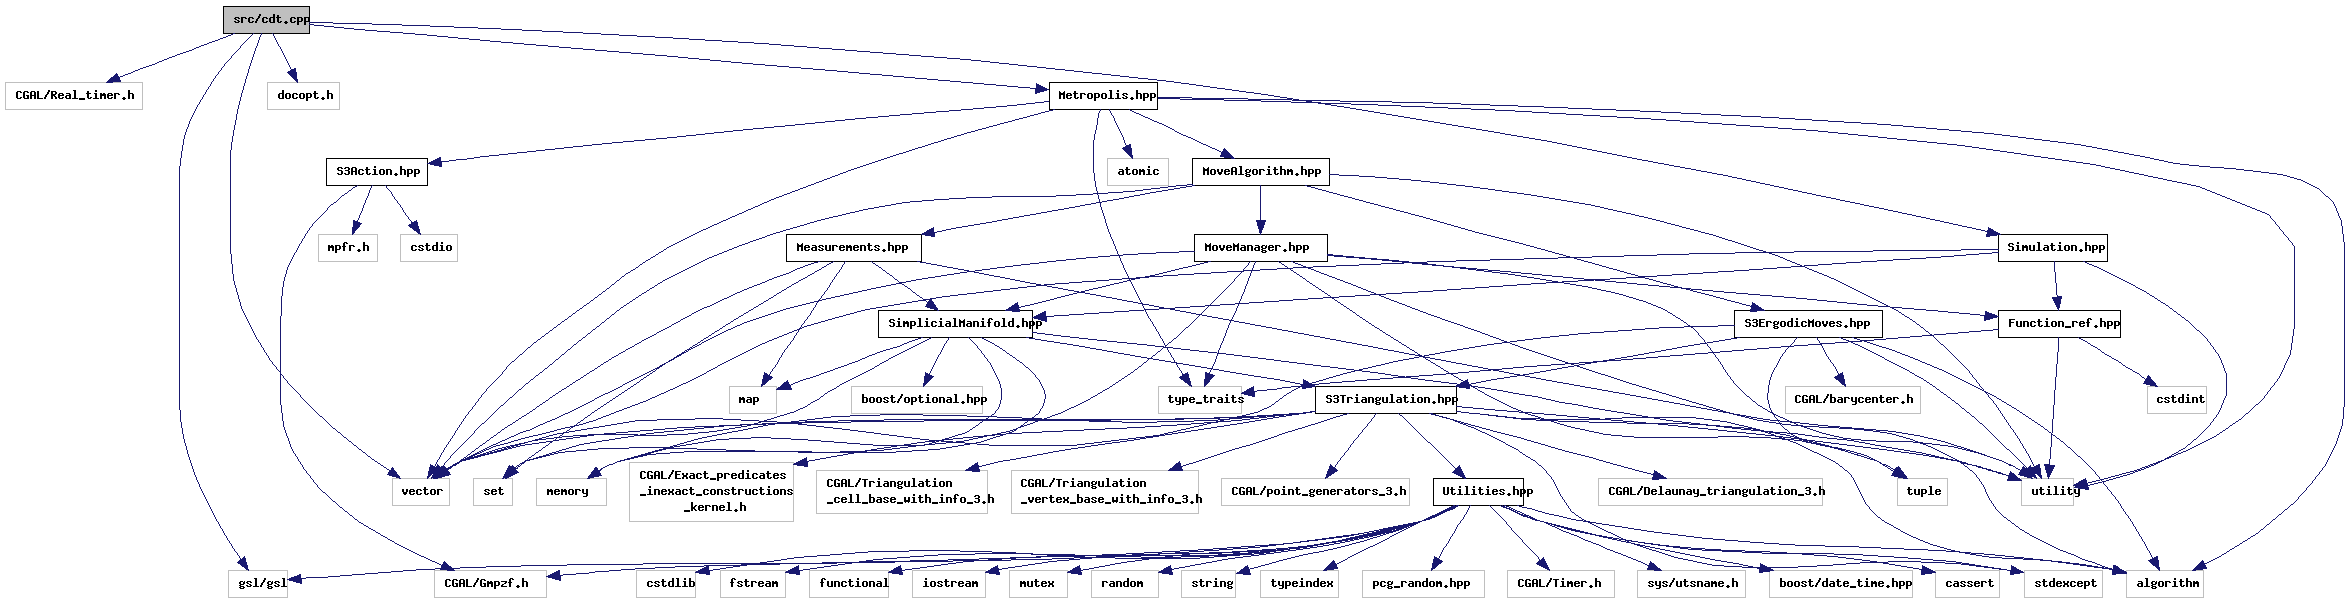 src/cdt.cpp
CGAL/Real_timer.h
docopt.h
Metropolis.hpp
S3Action.hpp
atomic
MoveAlgorithm.hpp
mpfr.h
cstdio
Measurements.hpp
MoveManager.hpp
Simulation.hpp
SimplicialManifold.hpp
S3ErgodicMoves.hpp
Function_ref.hpp
map
boost/optional.hpp
type_traits
S3Triangulation.hpp
CGAL/barycenter.h
cstdint
vector
set
memory
CGAL/Exact_predicates
_inexact_constructions
_kernel.h
CGAL/Triangulation
_cell_base_with_info_3.h
CGAL/Triangulation
_vertex_base_with_info_3.h
CGAL/point_generators_3.h
Utilities.hpp
CGAL/Delaunay_triangulation_3.h
tuple
utility
gsl/gsl
CGAL/Gmpzf.h
cstdlib
fstream
functional
iostream
mutex
random
string
typeindex
pcg_random.hpp
CGAL/Timer.h
sys/utsname.h
boost/date_time.hpp
cassert
stdexcept
algorithm